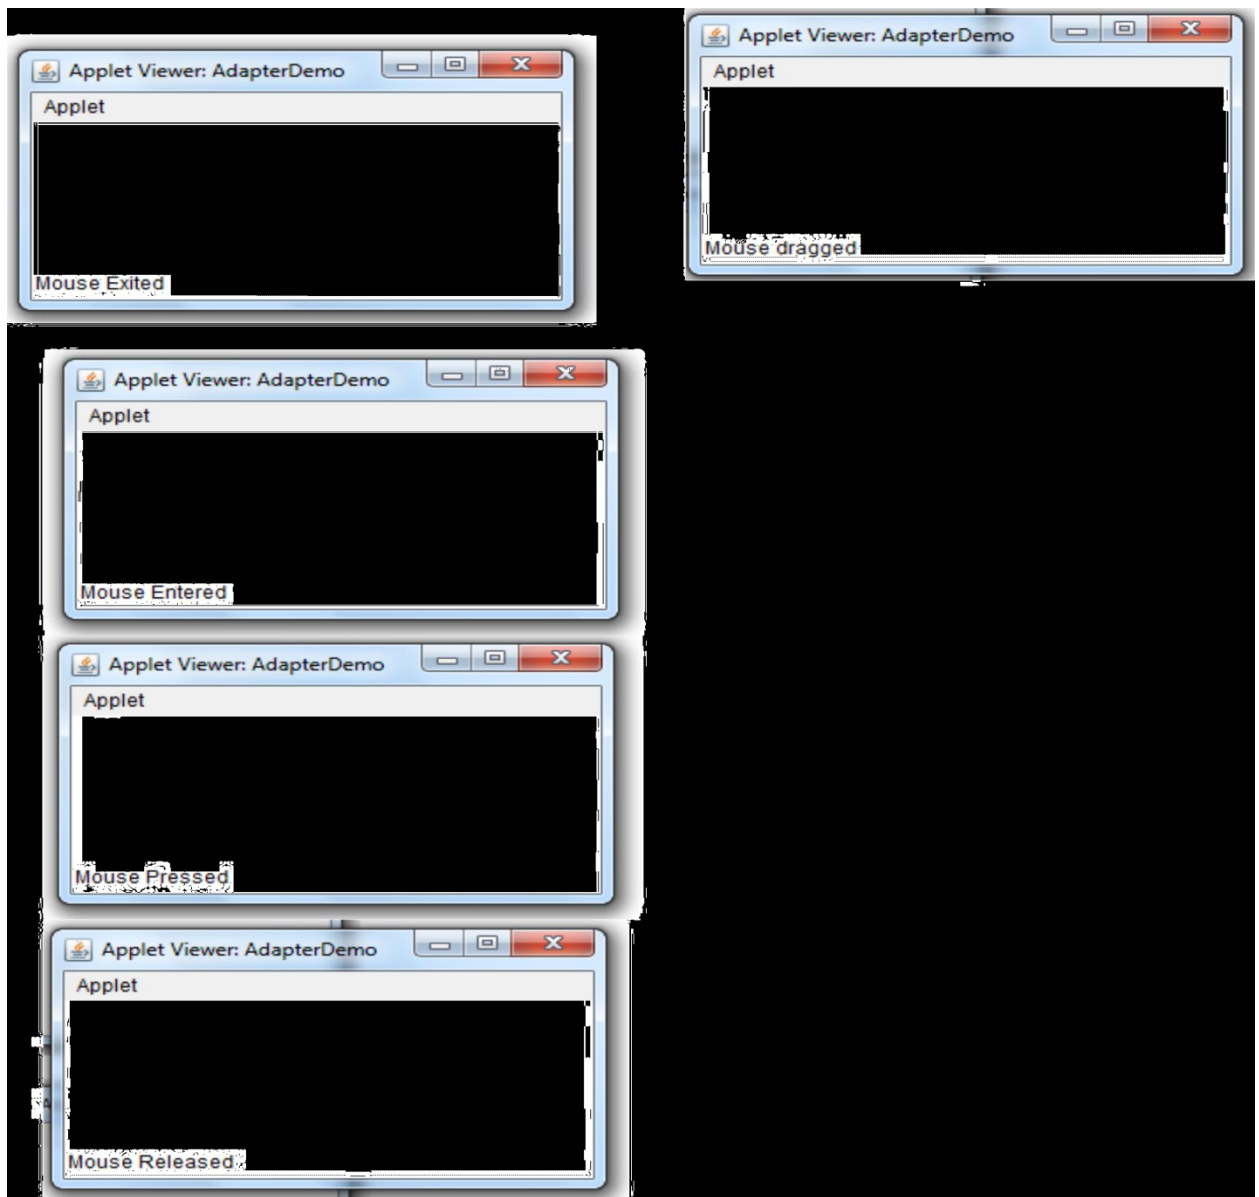 Applet Viewer: AdapterDemo
Applet
Mouse Exited
Applet Viewer: AdapterDemo
Applet
Mouse dragged
Applet Viewer: AdapterDemo
Applet
Mouse Entered
Applet Viewer: AdapterDemo
Applet
Mouse Pressed
Applet Viewer: AdapterDemo
Applet
Mouse Released